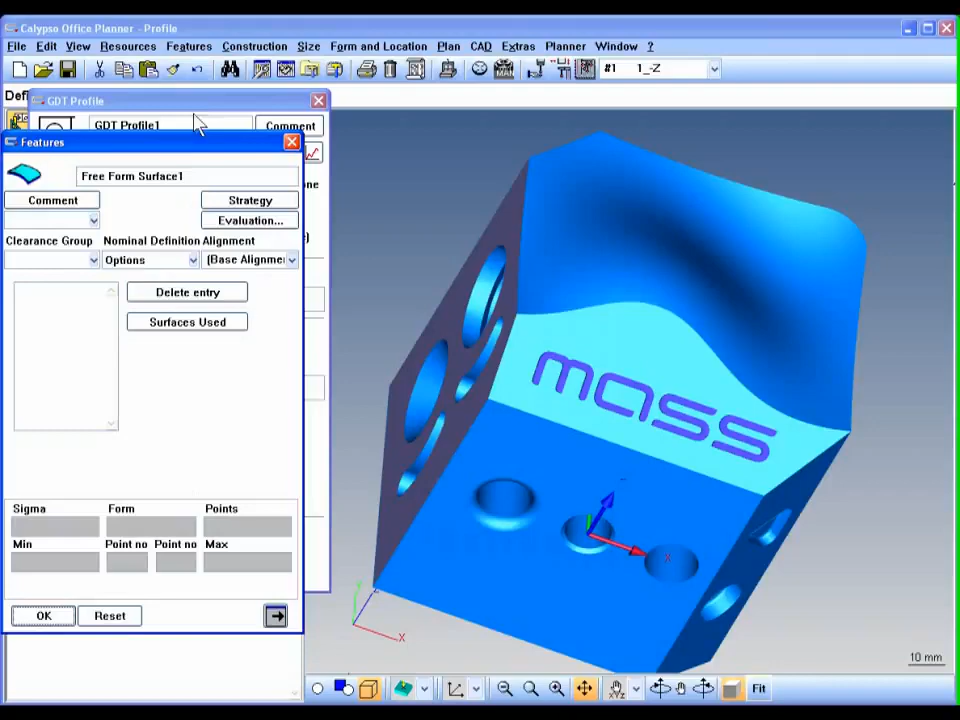 Calypso Office Planner - Profile
File Edit View Resources Features Construction Size Form and Location Plan CAD Extras Planner Window ?
#1 1_-Z
GDT Profile
GDT Profile1 Comment
Features
Free Form Surface1
Comment Strategy
Evaluation...
Clearance Group Nominal Definition Alignment
Options (Base Alignme
Delete entry
Surfaces Used
mass
X
Sigma Form Points
Min Point no Point no Max
OK Reset
Y
X
10 mm
Fit